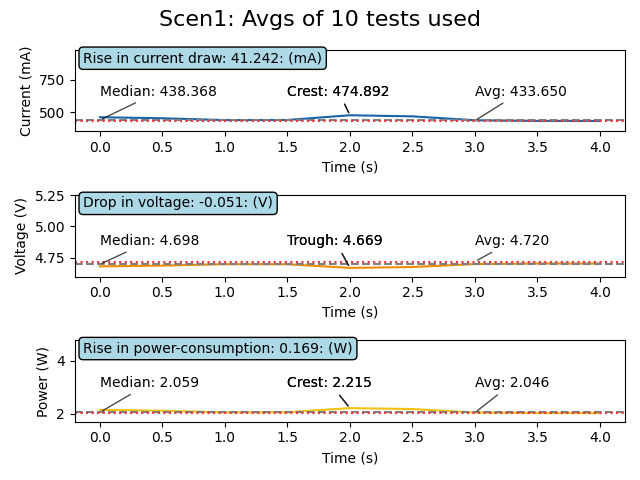 Scen1: Avgs of 10 tests used
Rise in current draw: 41.242: (mA)
Current (mA)
750
500
Median: 438.368
Crest: 474.892
Avg: 433.650
0.0 0.5 1.0 1.5 2.0 2.5 3.0 3.5 4.0
Time (s)
Drop in voltage: -0.051: (V)
Voltage (V)
5.25
5.00
4.75
Median: 4.698
Trough: 4.669
Avg: 4.720
0.0 0.5 1.0 1.5 2.0 2.5 3.0 3.5 4.0
Time (s)
Rise in power-consumption: 0.169: (W)
Power (W)
4
2
Median: 2.059
Crest: 2.215
Avg: 2.046
0.0 0.5 1.0 1.5 2.0 2.5 3.0 3.5 4.0
Time (s)